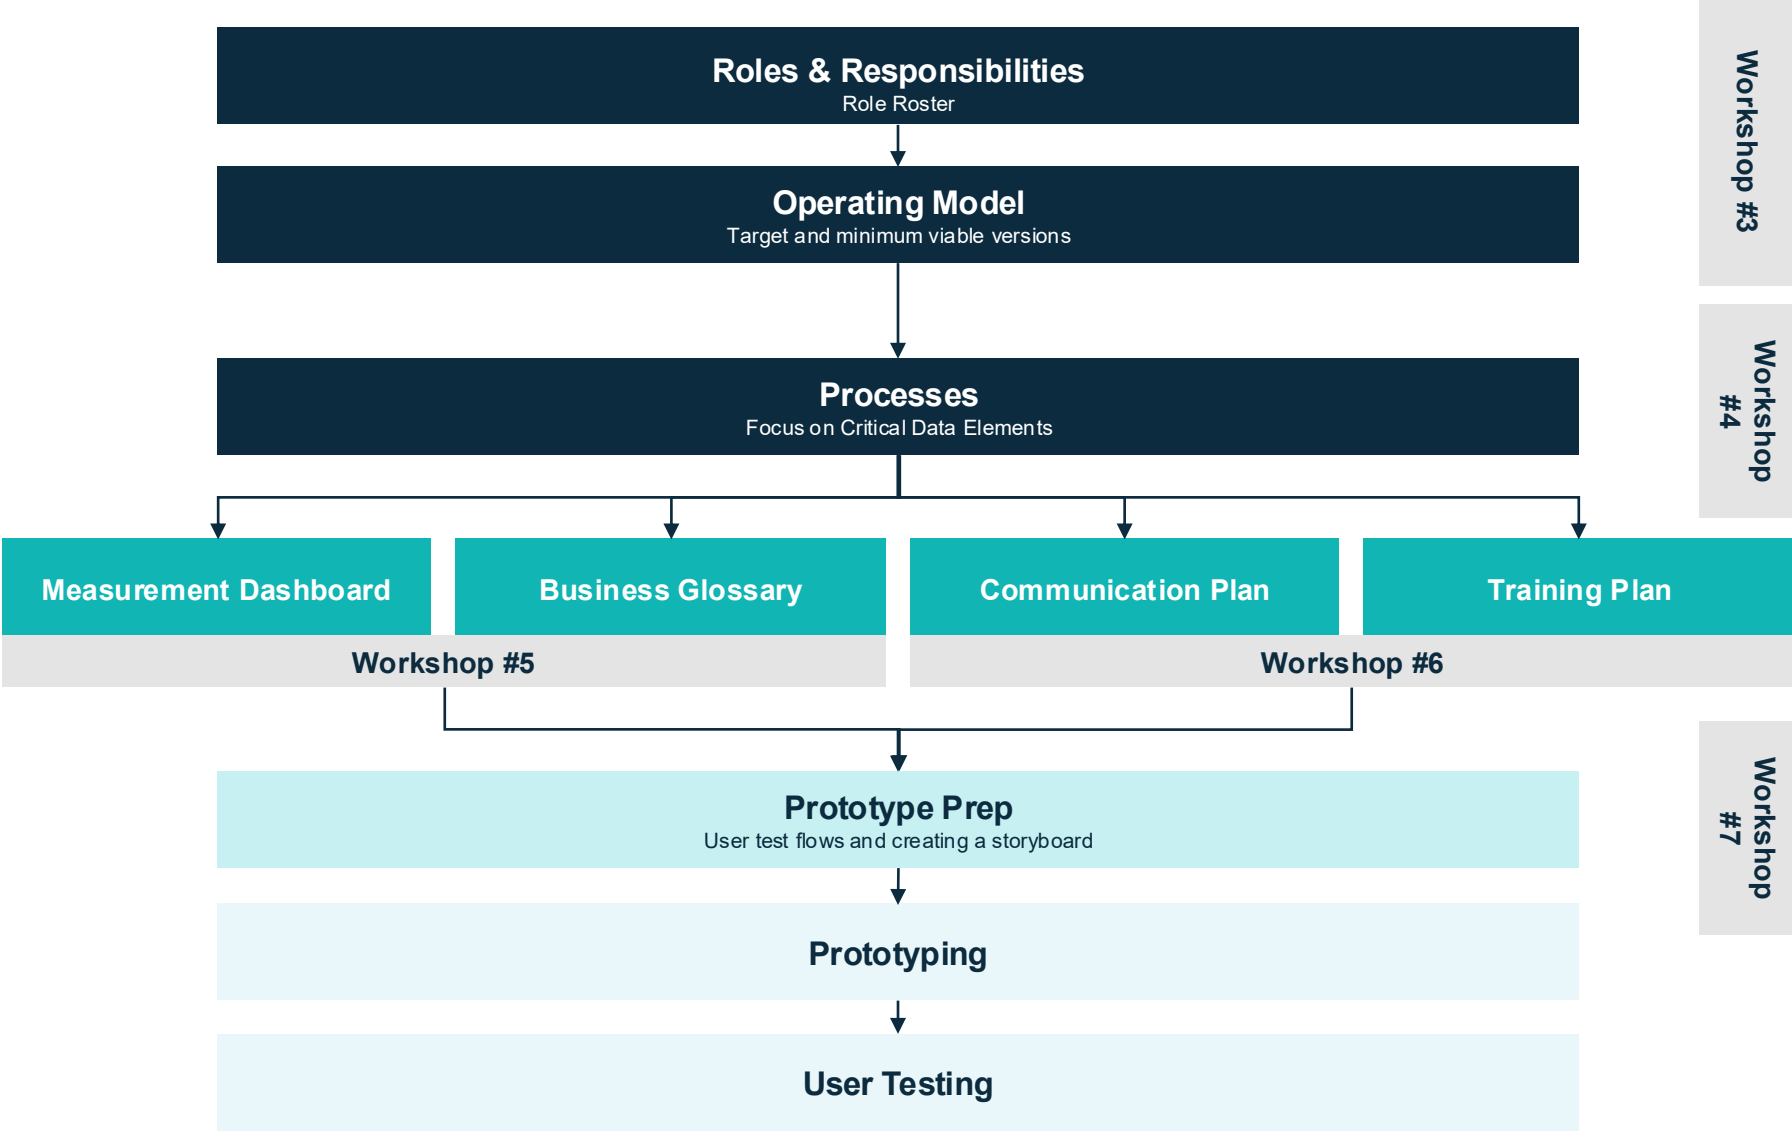 Roles & Responsibilities
Role Roster
Workshop #3
Operating Model
Target and minimum viable versions
Processes
Focus on Critical Data Elements
Workshop
#4
Measurement Dashboard
Business Glossary
Communication Plan
Training Plan
Workshop #5
Workshop #6
Prototype Prep
User test flows and creating a storyboard
Workshop
#7
Prototyping
User Testing